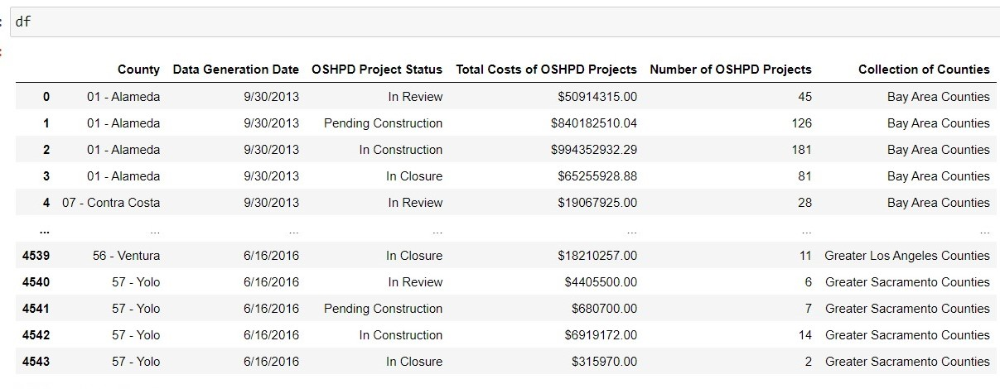 df
County Data Generation Date OSHPD Project Status Total Costs of OSHPD Projects Number of OSHPD Projects Collection of Counties
0 01 - Alameda 9/30/2013 In Review $50914315.00 45 Bay Area Counties
1 01 - Alameda 9/30/2013 Pending Construction $840182510.04 126 Bay Area Counties
2 01 - Alameda 9/30/2013 In Construction $994352932.29 181 Bay Area Counties
3 01 - Alameda 9/30/2013 In Closure $65255928.88 81 Bay Area Counties
4 07 - Contra Costa 9/30/2013 In Review $19067925.00 28 Bay Area Counties
... ... ... ... ... ... ...
4539 56 - Ventura 6/16/2016 In Closure $18210257.00 11 Greater Los Angeles Counties
4540 57 - Yolo 6/16/2016 In Review $4405500.00 6 Greater Sacramento Counties
4541 57 - Yolo 6/16/2016 Pending Construction $680700.00 7 Greater Sacramento Counties
4542 57 - Yolo 6/16/2016 In Construction $6919172.00 14 Greater Sacramento Counties
4543 57 - Yolo 6/16/2016 In Closure $315970.00 2 Greater Sacramento Counties